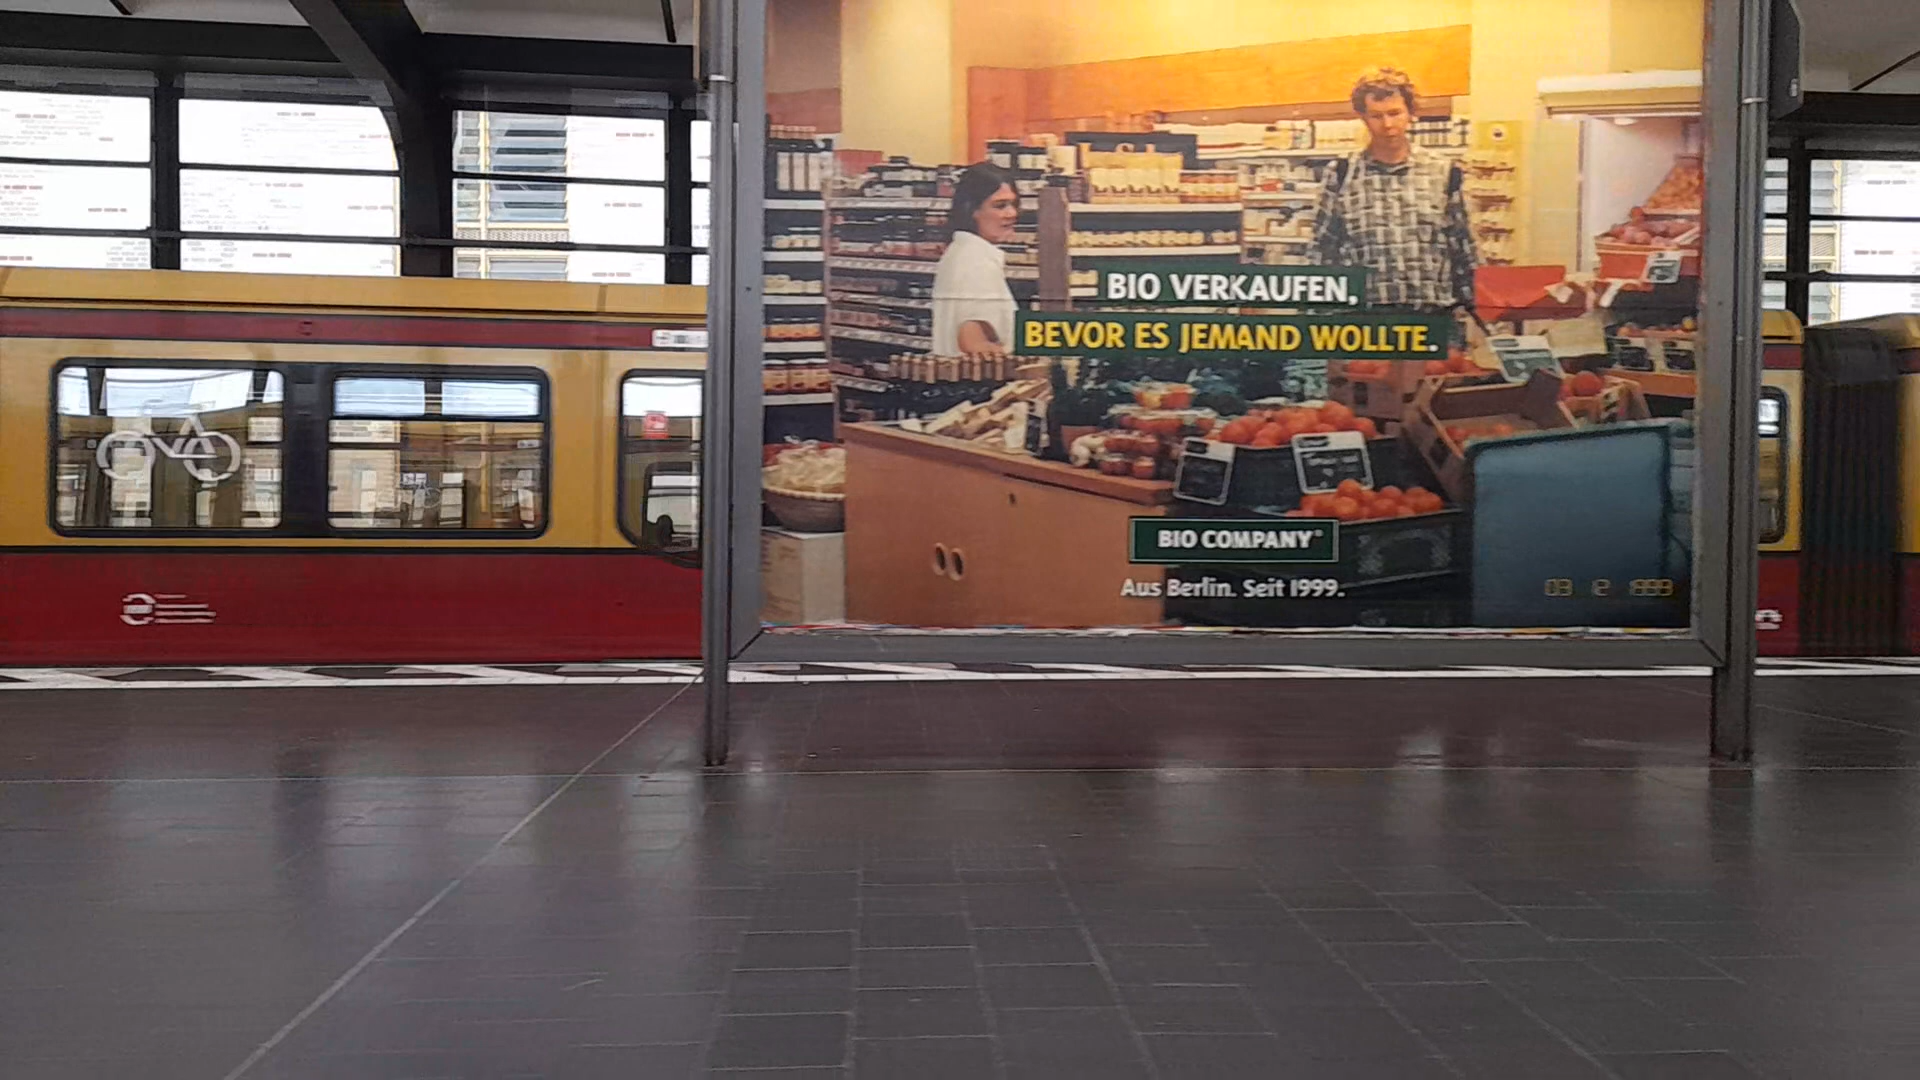 BIO VERKAUFEN,
BEVOR ES JEMAND WOLLTE.
BIO COMPANY
Aus Berlin. Seit 1999.